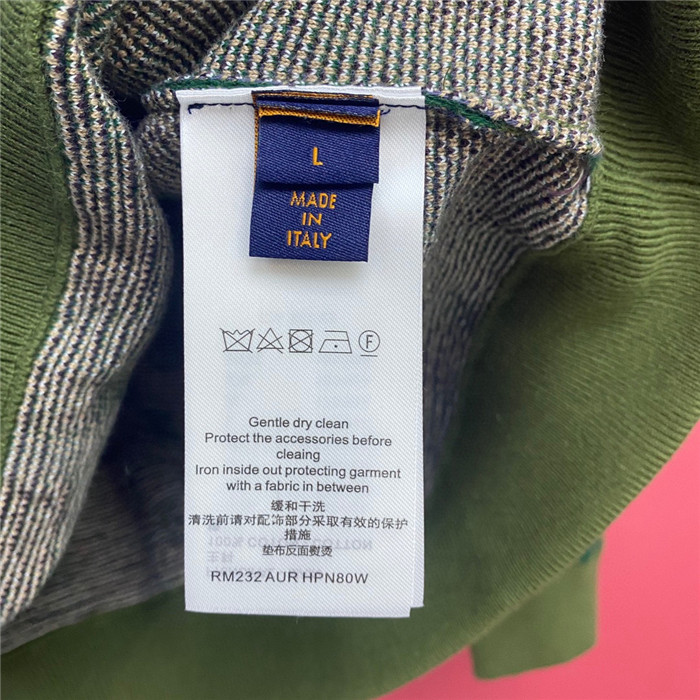 L
MADE
IN
ITALY
F
Gentle dry clean
Protect the accessories before
cleaing
Iron inside out protecting garment
with a fabric in between
缓和干洗
清洗前请对配饰部分采取有效的保护
措施
垫布反面熨烫
RM232 AUR HPN80W